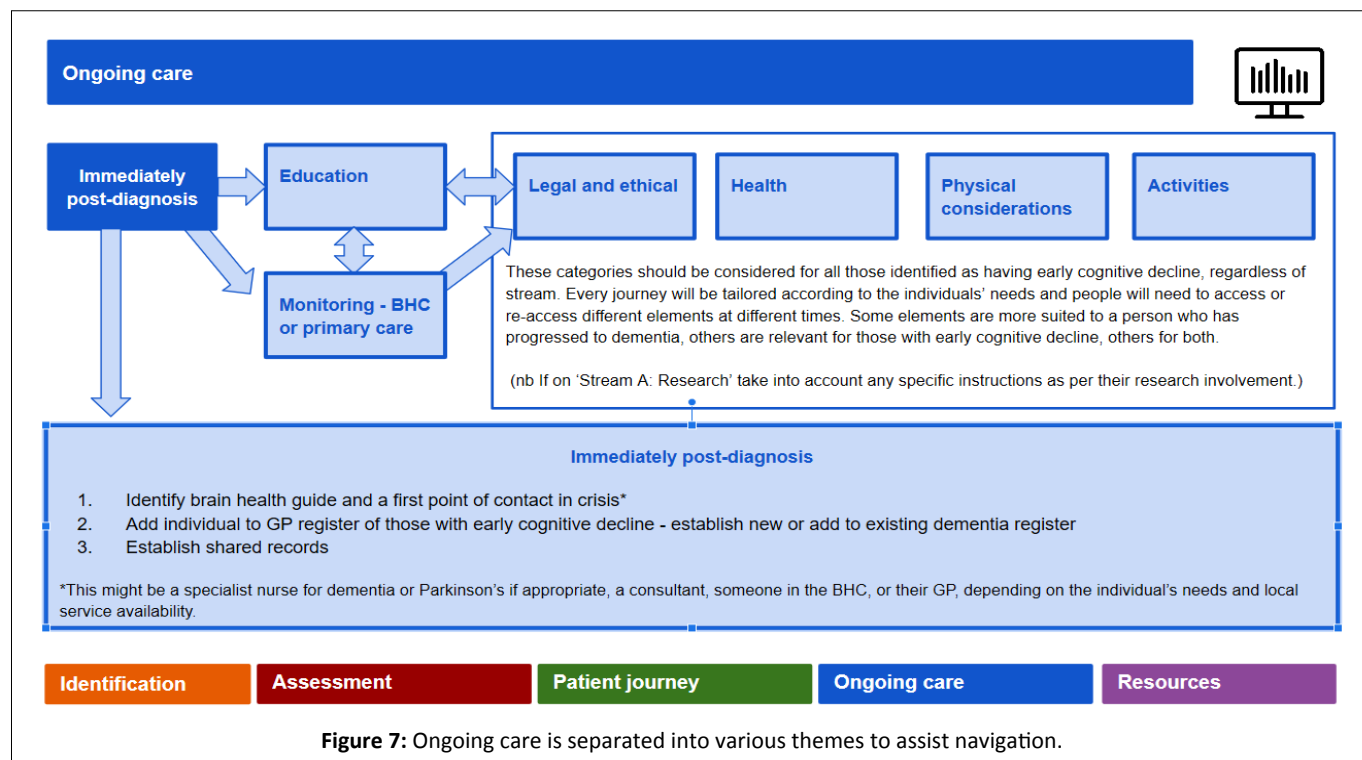 Ongoing care
Immediately
post-diagnosis
Education
Monitoring - BHC
or primary care
Legal and ethical
Health
Physical
considerations
Activities
These categories should be considered for all those identified as having early cognitive decline, regardless of
stream. Every journey will be tailored according to the individuals’ needs and people will need to access or
re-access different elements at different times. Some elements are more suited to a person who has
progressed to dementia, others are relevant for those with early cognitive decline, others for both.
(nb If on ‘Stream A: Research’ take into account any specific instructions as per their research involvement.)
Immediately post-diagnosis
1. Identify brain health guide and a first point of contact in crisis*
2. Add individual to GP register of those with early cognitive decline - establish new or add to existing dementia register
3. Establish shared records
*This might be a specialist nurse for dementia or Parkinson’s if appropriate, a consultant, someone in the BHC, or their GP, depending on the individual’s needs and local
service availability.
Identification
Assessment
Patient journey
Ongoing care
Resources
Figure 7: Ongoing care is separated into various themes to assist navigation.